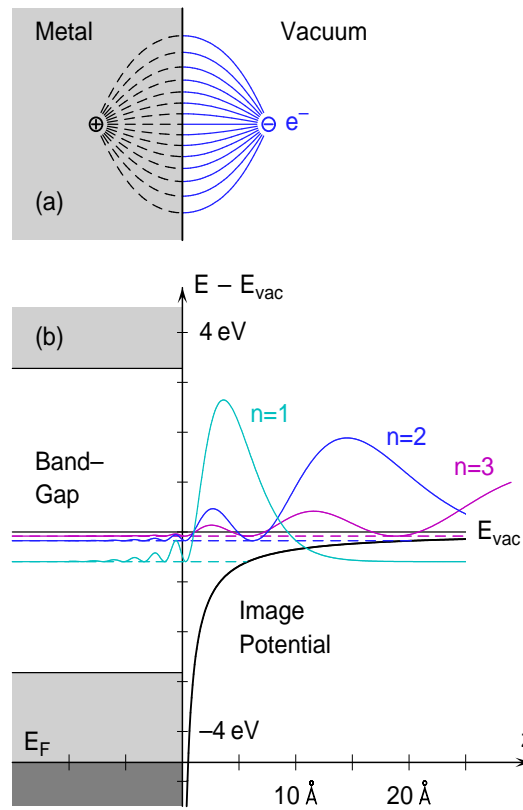 Metal Vacuum
+ − e⁻
(a)
E − E_vac
(b) 4 eV
n=1
n=2
Band–
Gap
n=3
E_vac
Image
Potential
−4 eV
E_F
10 Å 20 Å